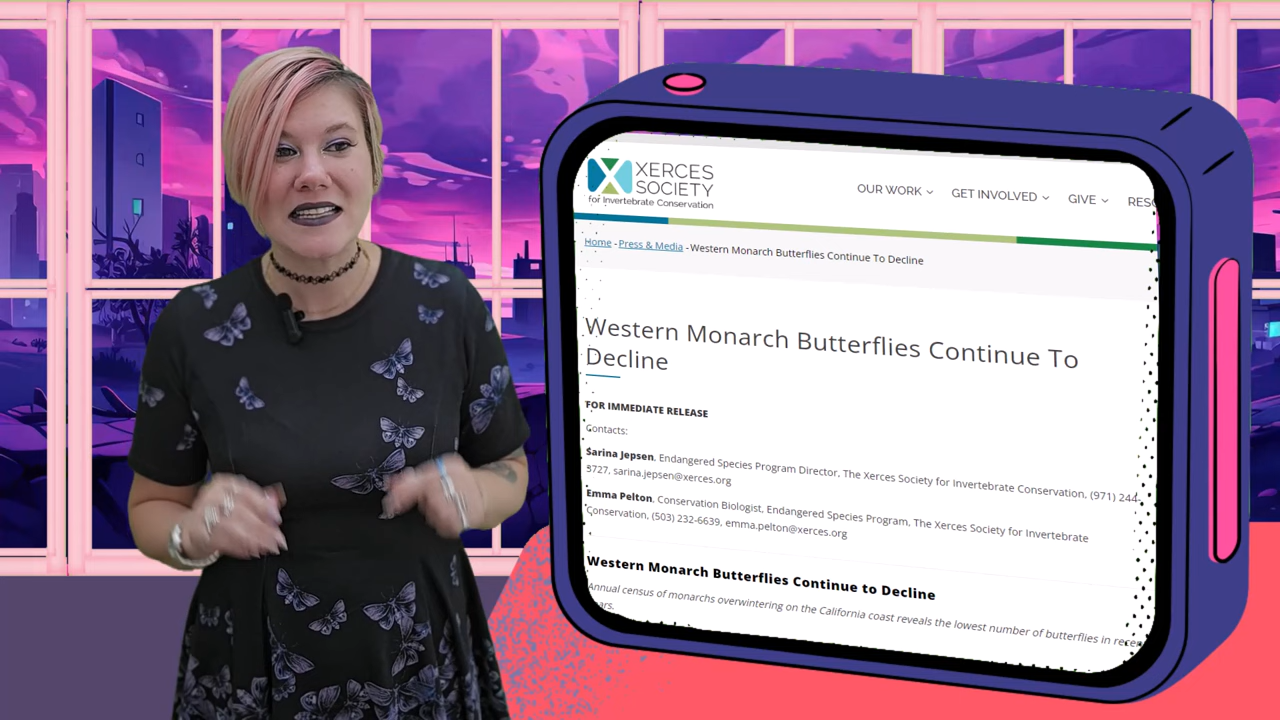 XERCES
SOCIETY
for Invertebrate Conservation
OUR WORK
GET INVOLVED
GIVE
Home - Press & Media - Western Monarch Butterflies Continue To Decline
Western Monarch Butterflies Continue To
Decline
FOR IMMEDIATE RELEASE
Contacts:
Sarina Jepsen, Endangered Species Program Director, The Xerces Society for Invertebrate Conservation, (971) 244-
3727, sarina.jepsen@xerces.org
Emma Pelton, Conservation Biologist, Endangered Species Program, The Xerces Society for Invertebrate
Conservation, (503) 232-6639, emma.pelton@xerces.org
Western Monarch Butterflies Continue to Decline
Annual census of monarchs overwintering on the California coast reveals the lowest number of butterflies in recent
years.